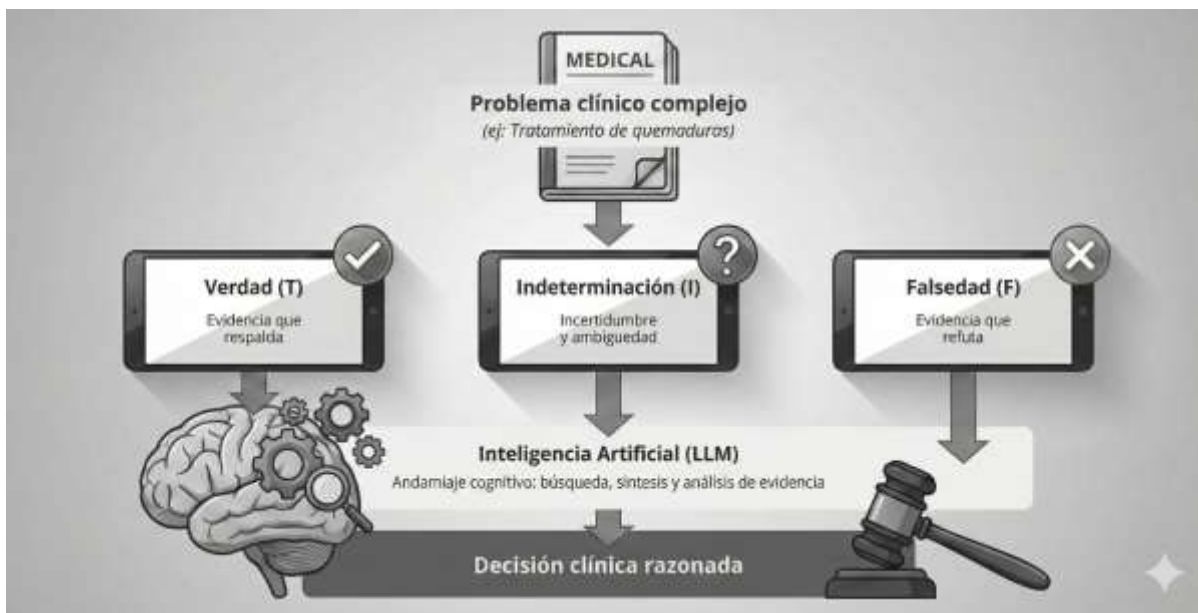 MEDICAL
Problema clínico complejo
(ej: Tratamiento de quemaduras)
Verdad (T)
Evidencia que
respalda
Indeterminación (I)
Incertidumbre
y ambiguedad
Falsedad (F)
Evidencia que
refuta
Inteligencia Artificial (LLM)
Andamiaje cognitivo: búsqueda, síntesis y análisis de evidencia
Decisión clínica razonada